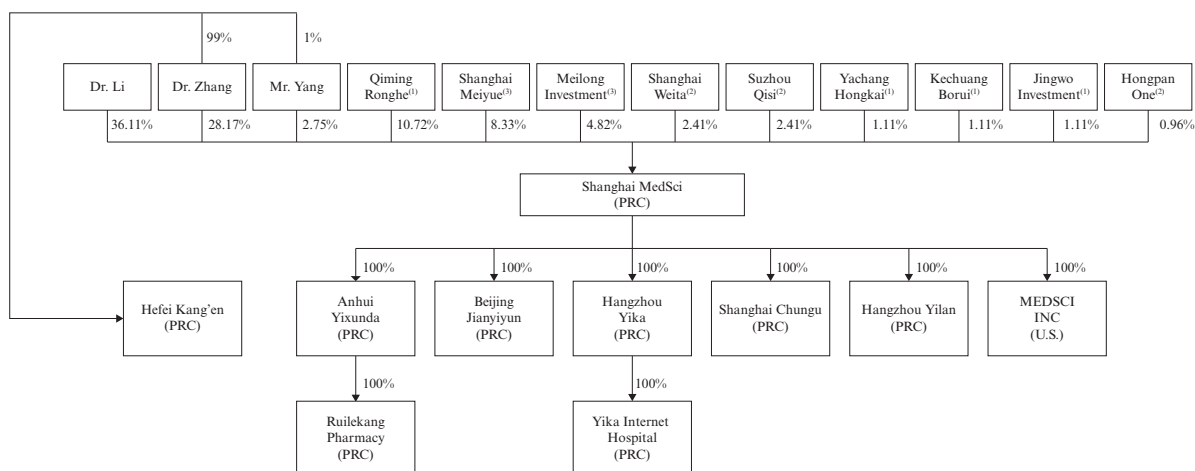 99%
1%
Dr. Li
Dr. Zhang
Mr. Yang
Qiming
Ronghe(1)
Shanghai
Meiyue(3)
Meilong
Investment(3)
Shanghai
Weita(2)
Suzhou
Qisi(2)
Yachang
Hongkai(1)
Kechuang
Borui(1)
Jingwo
Investment(1)
Hongpan
One(2)
36.11%
28.17%
2.75%
10.72%
8.33%
4.82%
2.41%
2.41%
1.11%
1.11%
1.11%
0.96%
Shanghai MedSci
(PRC)
100%
100%
100%
100%
100%
100%
Hefei Kang’en
(PRC)
Anhui
Yixunda
(PRC)
Beijing
Jianyiyun
(PRC)
Hangzhou
Yika
(PRC)
Shanghai Chungu
(PRC)
Hangzhou Yilan
(PRC)
MEDSCI
INC
(U.S.)
100%
100%
Ruilekang
Pharmacy
(PRC)
Yika Internet
Hospital
(PRC)